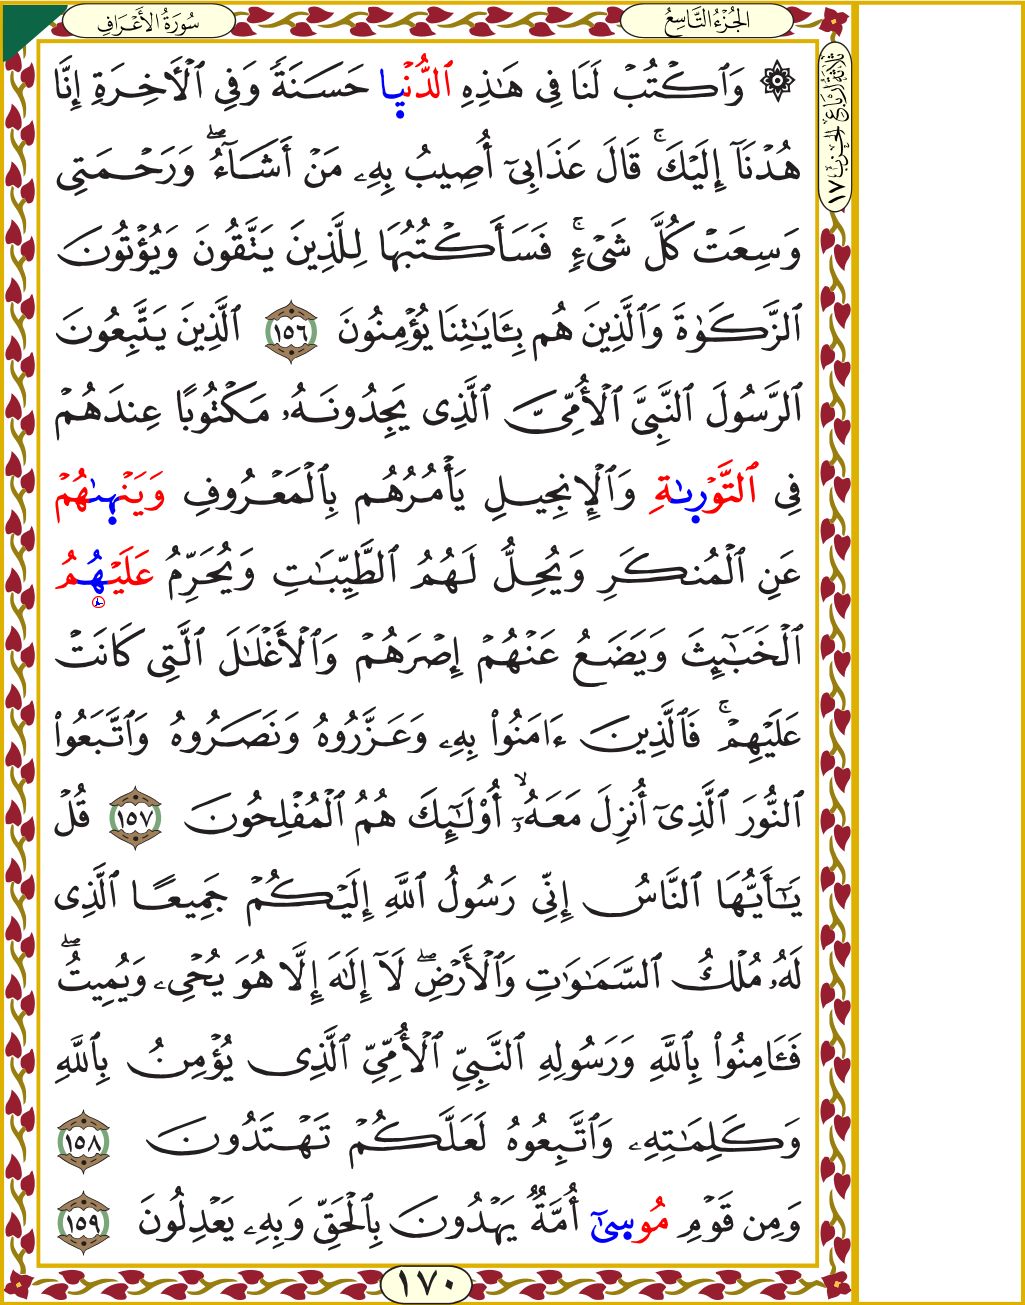 سُورَةُ الأَعْرَافِ
الجُزْءُ التَّاسِعُ
ثلاثة أرباع الحزب ١٧
۞ وَٱكۡتُبۡ لَنَا فِى هَٰذِهِ ٱلدُّنۡيٜا حَسَنَةٗ وَفِي ٱلۡأٓخِرَةِ إِنَّا
هُدۡنَآ إِلَيۡكَۚ قَالَ عَذَابِىٓ أُصِيبُ بِهِۦ مَنۡ أَشَآءُۖ وَرَحۡمَتِى
وَسِعَتۡ كُلَّ شَىۡءٖۚ فَسَأَكۡتُبُهَا لِلَّذِينَ يَتَّقُونَ وَيُؤۡتُونَ
ٱلزَّكَوٰةَ وَٱلَّذِينَ هُم بِـَٔايَٰتِنَا يُؤۡمِنُونَ ١٥٦ ٱلَّذِينَ يَتَّبِعُونَ
ٱلرَّسُولَ ٱلنَّبِىَّ ٱلۡأُمِّىَّ ٱلَّذِى يَجِدُونَهُۥ مَكۡتُوبًا عِندَهُمۡ
فِى ٱلتَّوۡرٜىٰةِ وَٱلۡإِنجِيلِ يَأۡمُرُهُم بِٱلۡمَعۡرُوفِ وَيَنۡهٜىٰهُمۡ
عَنِ ٱلۡمُنكَرِ وَيُحِلُّ لَهُمُ ٱلطَّيِّبَٰتِ وَيُحَرِّمُ عَلَيۡهُمُ
ٱلۡخَبَٰٓئِثَ وَيَضَعُ عَنۡهُمۡ إِصۡرَهُمۡ وَٱلۡأَغۡلَٰلَ ٱلَّتِى كَانَتۡ
عَلَيۡهِمۡۚ فَٱلَّذِينَ ءَامَنُواْ بِهِۦ وَعَزَّرُوهُ وَنَصَرُوهُ وَٱتَّبَعُواْ
ٱلنُّورَ ٱلَّذِىٓ أُنزِلَ مَعَهُۥٓۙ أُوْلَٰٓئِكَ هُمُ ٱلۡمُفۡلِحُونَ ١٥٧ قُلۡ
يَٰٓأَيُّهَا ٱلنَّاسُ إِنِّى رَسُولُ ٱللَّهِ إِلَيۡكُمۡ جَمِيعًا ٱلَّذِى
لَهُۥ مُلۡكُ ٱلسَّمَٰوَٰتِ وَٱلۡأَرۡضِۖ لَآ إِلَٰهَ إِلَّا هُوَ يُحۡىِۦ وَيُمِيتُۖ
فَـَٔامِنُواْ بِٱللَّهِ وَرَسُولِهِ ٱلنَّبِىِّ ٱلۡأُمِّىِّ ٱلَّذِى يُؤۡمِنُ بِٱللَّهِ
وَكَلِمَٰتِهِۦ وَٱتَّبِعُوهُ لَعَلَّكُمۡ تَهۡتَدُونَ ١٥٨
وَمِن قَوۡمِ مُوسٜىٰٓ أُمَّةٞ يَهۡدُونَ بِٱلۡحَقِّ وَبِهِۦ يَعۡدِلُونَ ١٥٩
١٧٠